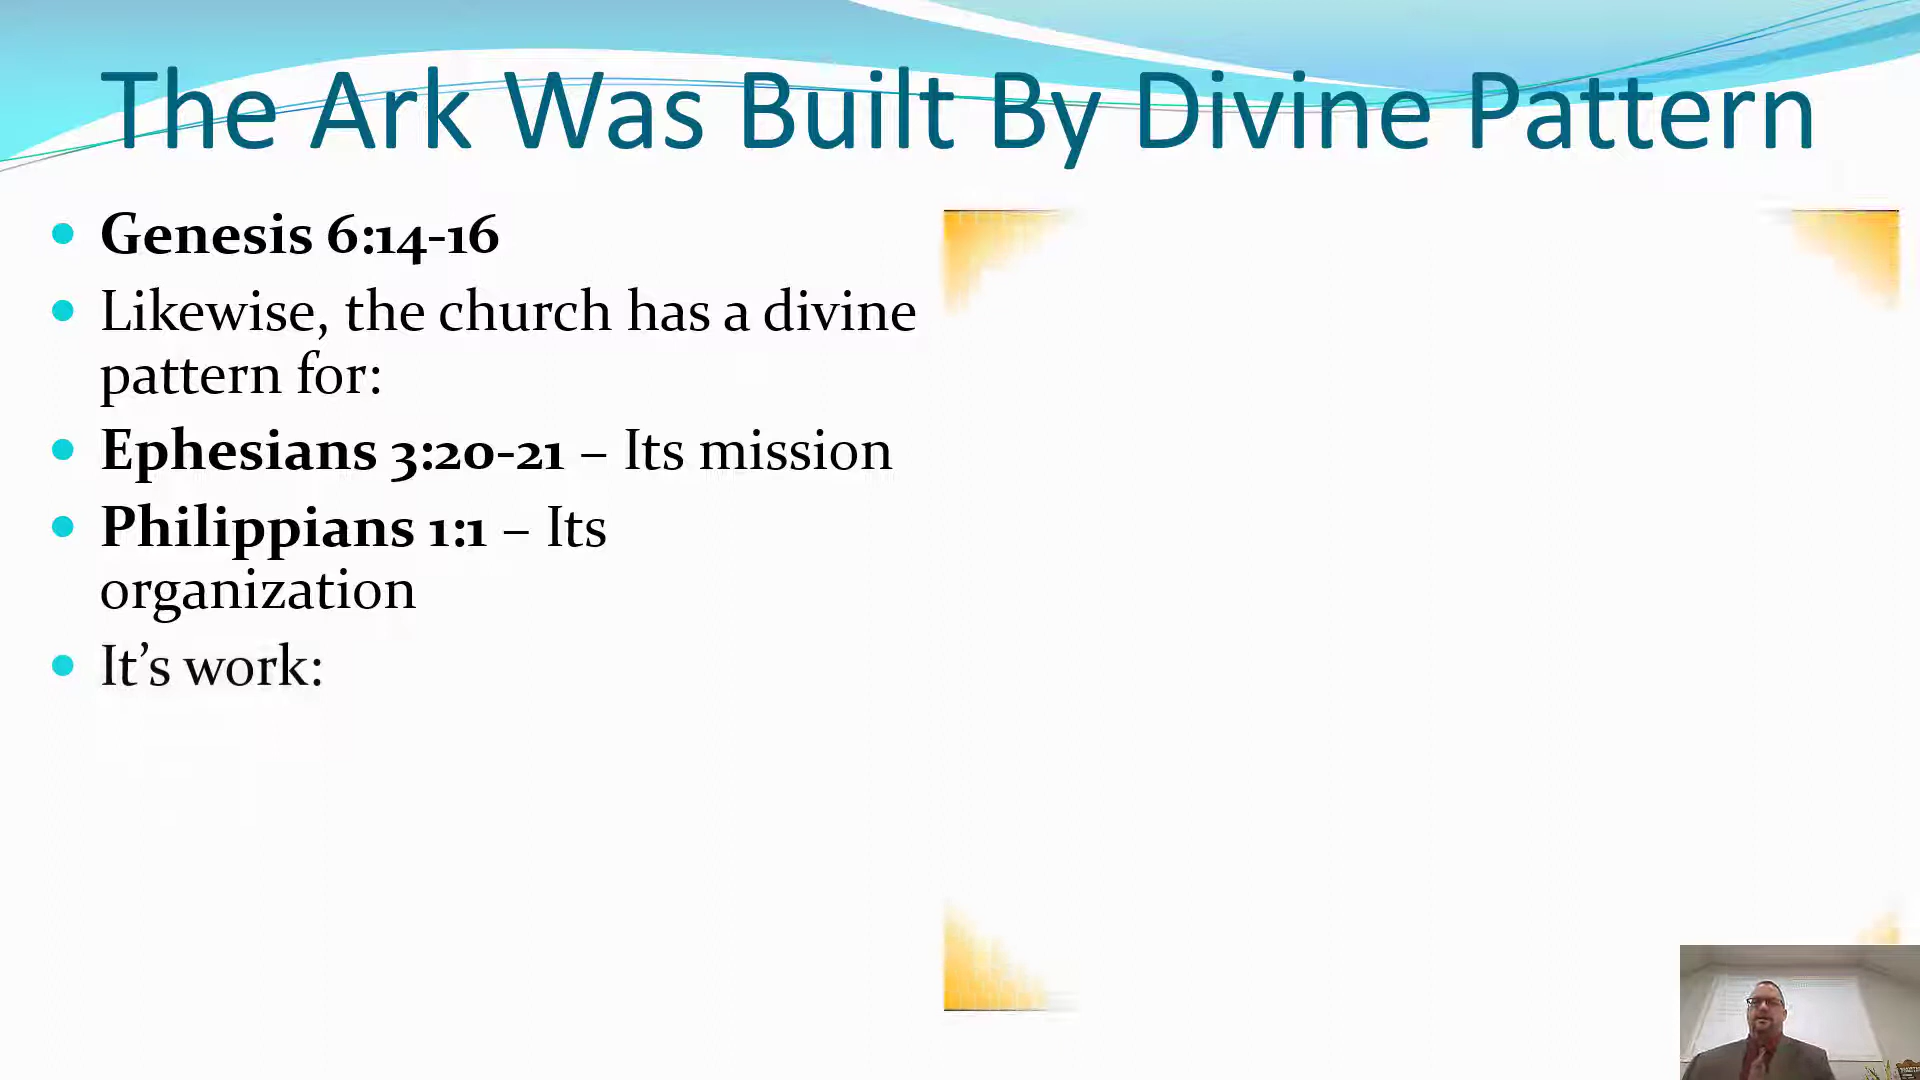 The Ark Was Built By Divine Pattern
Genesis 6:14-16
Likewise, the church has a divine
pattern for:
Ephesians 3:20-21 – Its mission
Philippians 1:1 – Its
organization
It’s work: